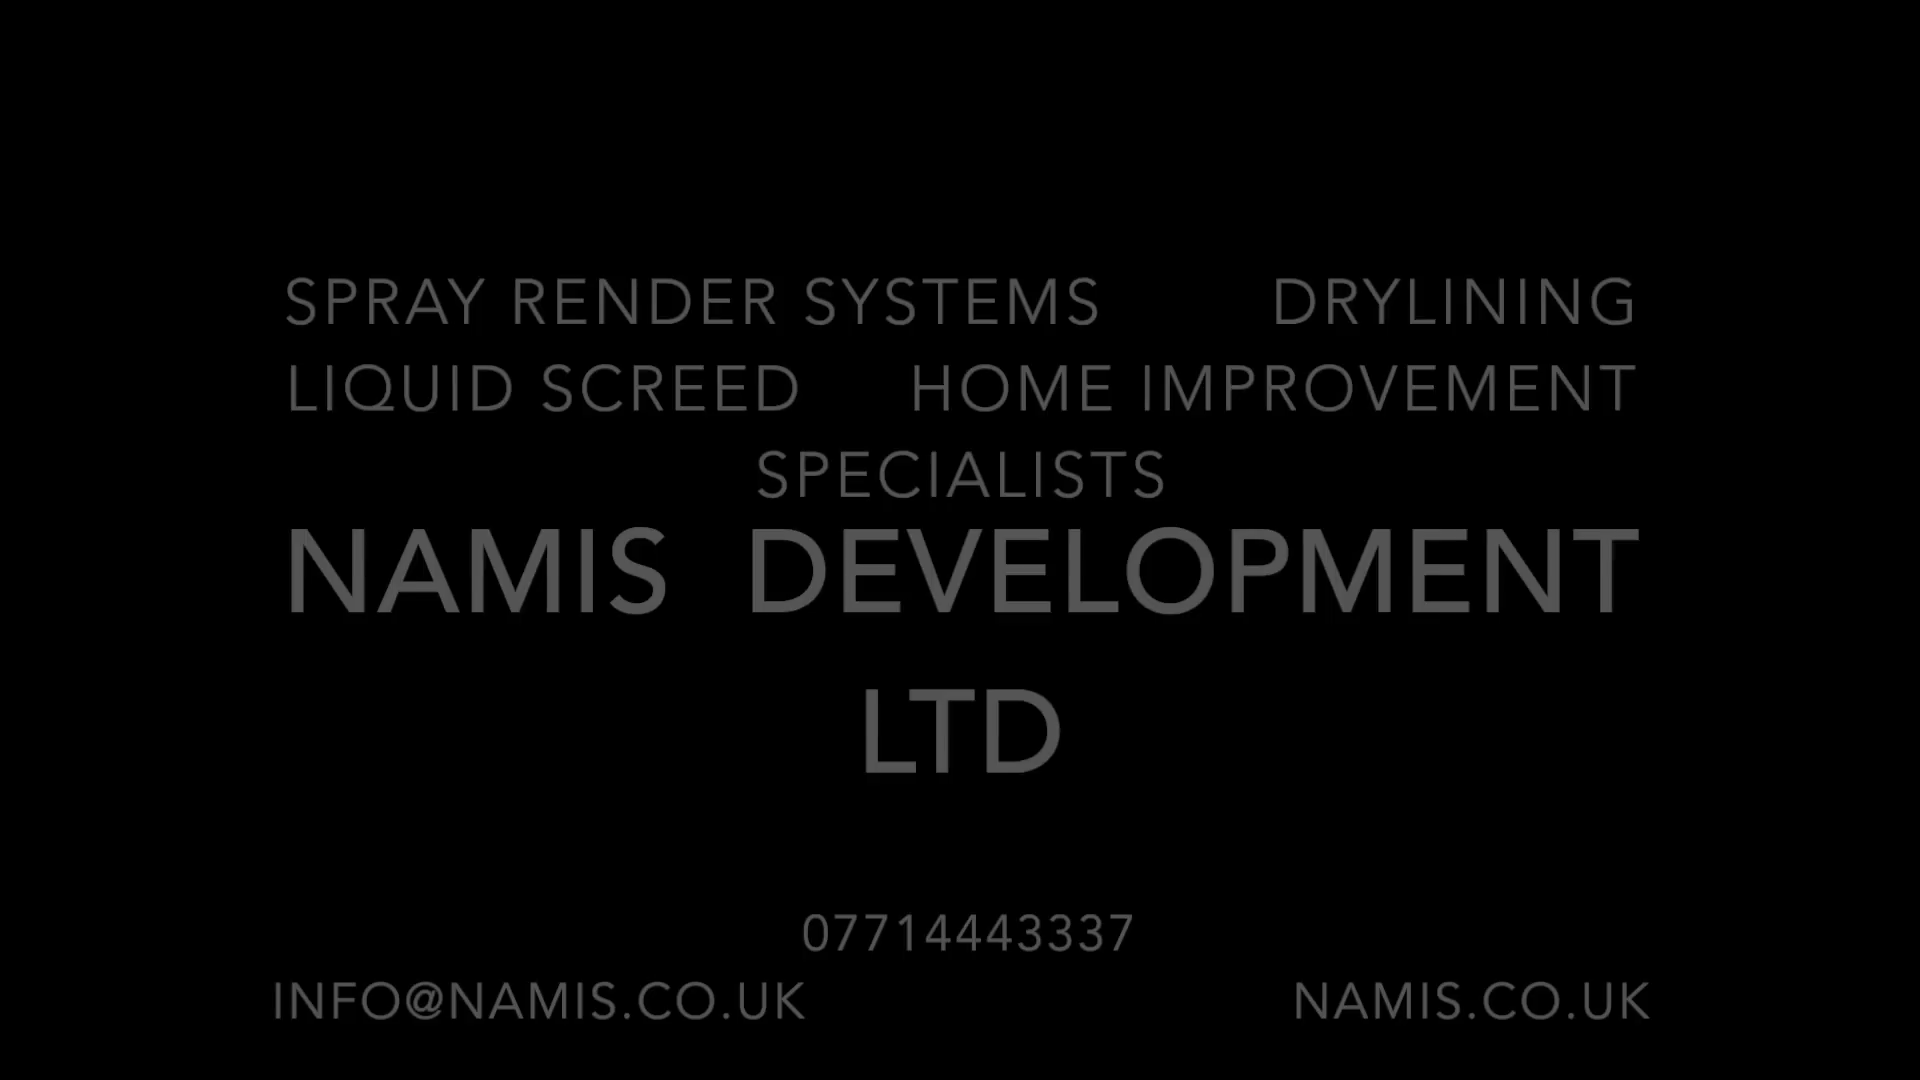 SPRAY RENDER SYSTEMS DRYLINING
LIQUID SCREED HOME IMPROVEMENT
SPECIALISTS
NAMIS DEVELOPMENT
LTD
07714443337
INFO@NAMIS.CO.UK NAMIS.CO.UK